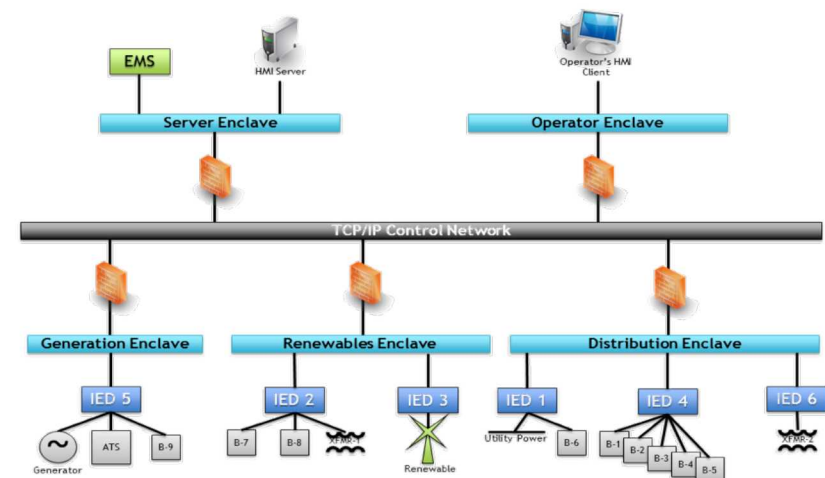 EMS
HMI Server
Operator's HMI
Client
Server Enclave
Operator Enclave
TCP/IP Control Network
Generation Enclave
Renewables Enclave
Distribution Enclave
IED 5
IED 2
IED 3
IED 1
IED 4
IED 6
Generator
ATS
B-9
B-7
B-8
XFMR-1
Renewable
Utility Power
B-6
B-1
B-2
B-3
B-4
B-5
XFMR-2